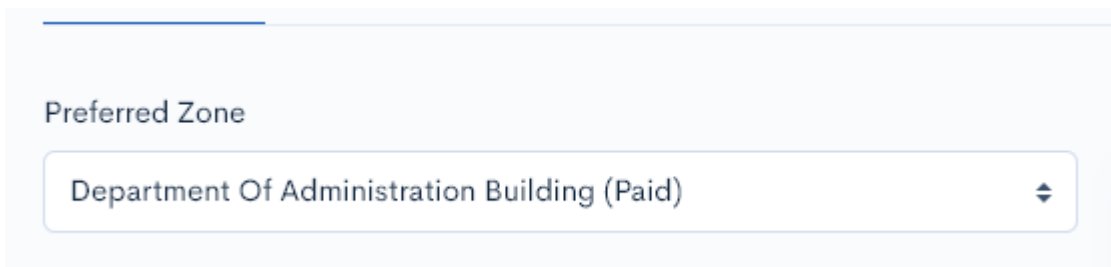 Preferred Zone
Department Of Administration Building (Paid)